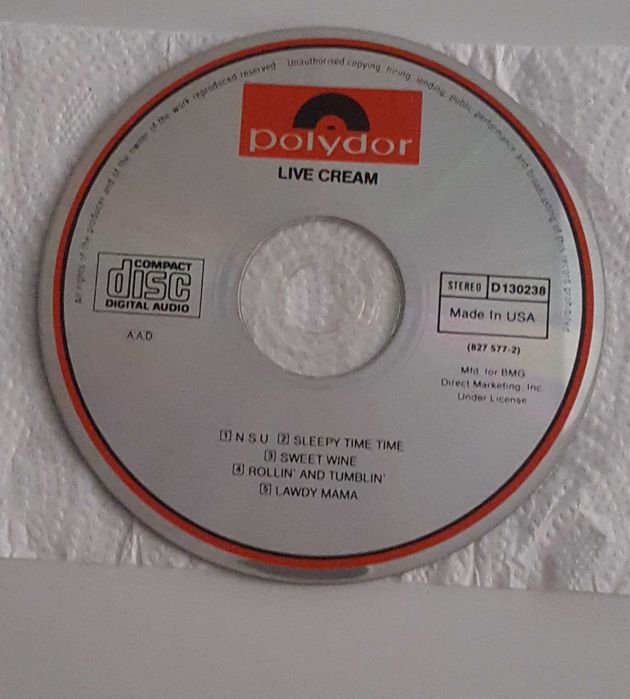 All rights of the producer and of the owner of the work reproduced reserved. Unauthorised copying, hiring, lending, public performance and broadcasting of this record prohibited
polydor
LIVE CREAM
COMPACT
disc
DIGITAL AUDIO
AAD
STEREO D130238
Made In USA
(827 577-2)
Mfd. for BMG
Direct Marketing, Inc.
Under License
1 N S U 2 SLEEPY TIME TIME
3 SWEET WINE
4 ROLLIN' AND TUMBLIN'
5 LAWDY MAMA